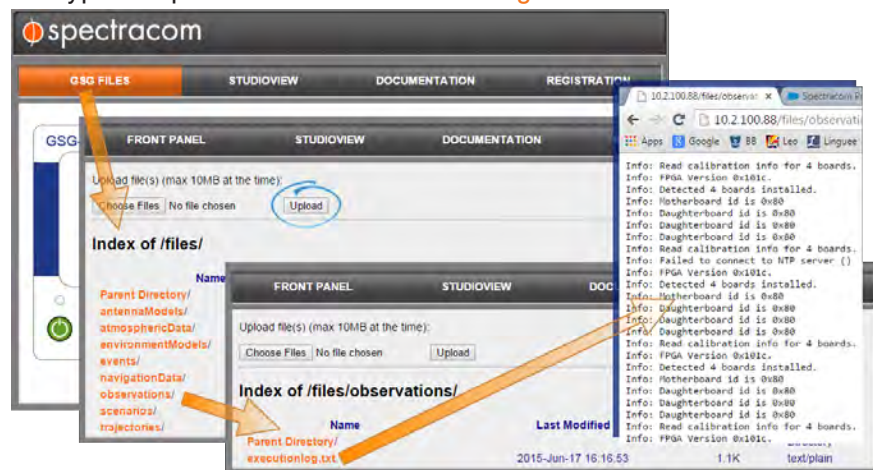 spectracom
GSG FILES STUDIOVIEW DOCUMENTATION REGISTRATION
GSG-
FRONT PANEL STUDIOVIEW DOCUMENTATION
Upload file(s) (max 10MB at the time):
Choose Files No file chosen Upload
Index of /files/
Name
Parent Directory/
antennaModels/
atmosphericData/
environmentModels/
events/
navigationData/
observations/
scenarios/
trajectories/
FRONT PANEL STUDIOVIEW DOC
Upload file(s) (max 10MB at the time):
Choose Files No file chosen Upload
Index of /files/observations/
Name Last Modified
Parent Directory/
executionlog.txt 2015-Jun-17 16:16:53 1.1K text/plain
10.2.100.88/files/observat x Spectracom
10.2.100.88/files/observati
Apps Google BB Leo Linguee
Info: Read calibration info for 4 boards.
Info: FPGA Version 0x101c.
Info: Detected 4 boards installed.
Info: Motherboard id is 0x80
Info: Daughterboard id is 0x80
Info: Daughterboard id is 0x80
Info: Daughterboard id is 0x80
Info: Read calibration info for 4 boards.
Info: Failed to connect to NTP server ()
Info: FPGA Version 0x101c.
Info: Detected 4 boards installed.
Info: Motherboard id is 0x80
Info: Daughterboard id is 0x80
Info: Daughterboard id is 0x80
Info: Daughterboard id is 0x80
Info: Read calibration info for 4 boards.
Info: FPGA Version 0x101c.
Info: Detected 4 boards installed.
Info: Motherboard id is 0x80
Info: Daughterboard id is 0x80
Info: Daughterboard id is 0x80
Info: Daughterboard id is 0x80
Info: Read calibration info for 4 boards.
Info: FPGA Version 0x101c.